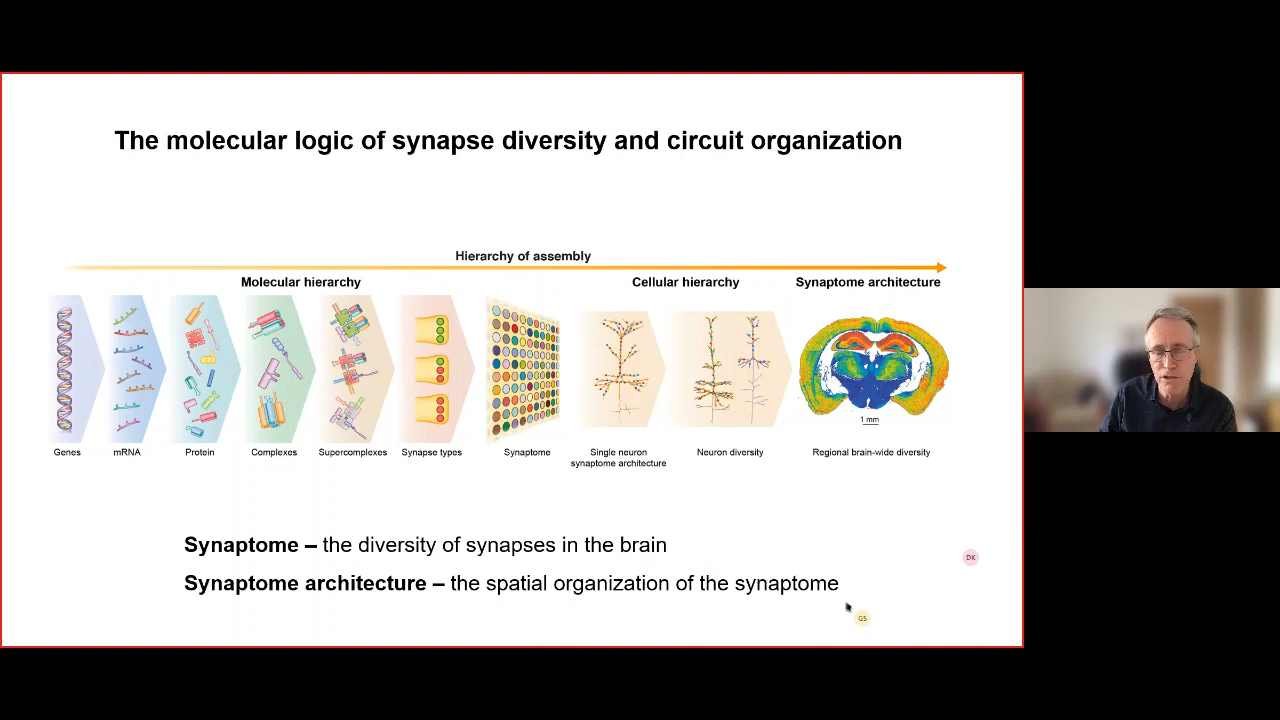 The molecular logic of synapse diversity and circuit organization
Hierarchy of assembly
Molecular hierarchy
Cellular hierarchy
Synaptome architecture
1 mm
Genes
mRNA
Protein
Complexes
Supercomplexes
Synapse types
Synaptome
Single neuron
synaptome architecture
Neuron diversity
Regional brain-wide diversity
Synaptome – the diversity of synapses in the brain
DK
Synaptome architecture – the spatial organization of the synaptome
GS